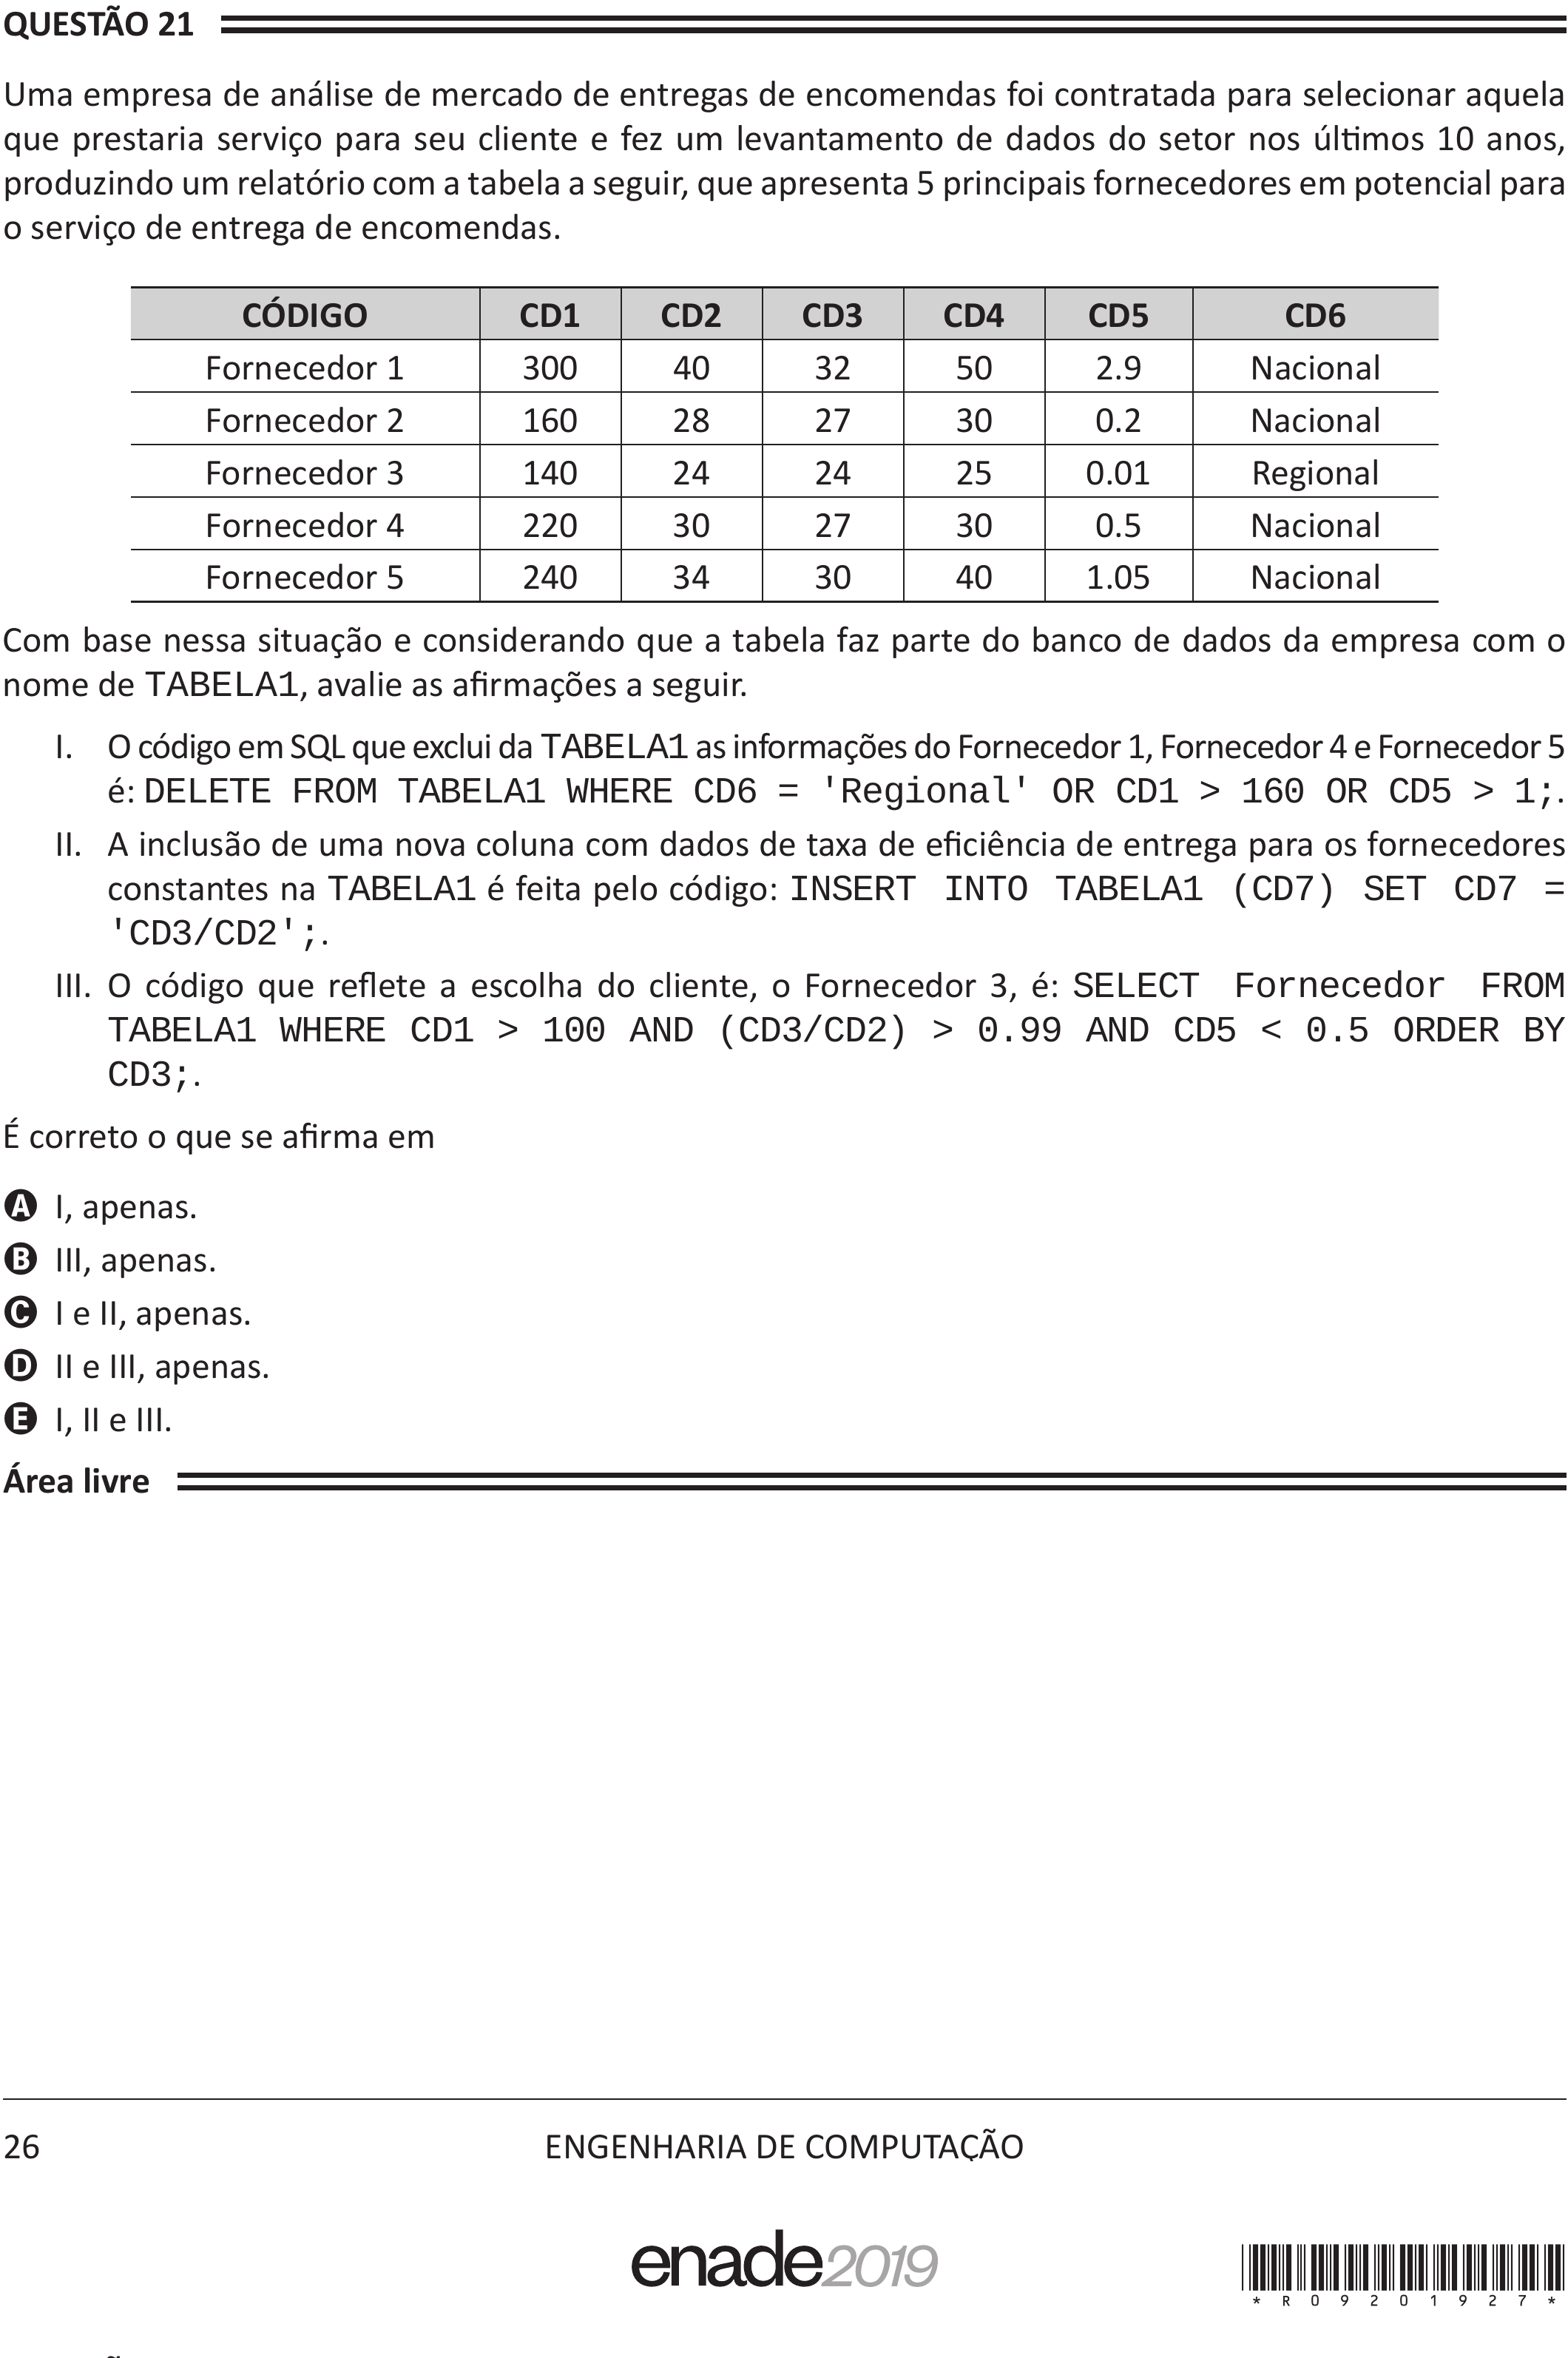 QUESTÃO 21
Uma empresa de análise de mercado de entregas de encomendas foi contratada para selecionar aquela
que prestaria serviço para seu cliente e fez um levantamento de dados do setor nos últimos 10 anos,
produzindo um relatório com a tabela a seguir, que apresenta 5 principais fornecedores em potencial para
o serviço de entrega de encomendas.
CÓDIGO CD1 CD2 CD3 CD4 CD5 CD6
Fornecedor 1 300 40 32 50 2.9 Nacional
Fornecedor 2 160 28 27 30 0.2 Nacional
Fornecedor 3 140 24 24 25 0.01 Regional
Fornecedor 4 220 30 27 30 0.5 Nacional
Fornecedor 5 240 34 30 40 1.05 Nacional
Com base nessa situação e considerando que a tabela faz parte do banco de dados da empresa com o
nome de TABELA1, avalie as afirmações a seguir.
I. O código em SQL que exclui da TABELA1 as informações do Fornecedor 1, Fornecedor 4 e Fornecedor 5
é: DELETE FROM TABELA1 WHERE CD6 = 'Regional' OR CD1 > 160 OR CD5 > 1;.
II. A inclusão de uma nova coluna com dados de taxa de eficiência de entrega para os fornecedores
constantes na TABELA1 é feita pelo código: INSERT INTO TABELA1 (CD7) SET CD7 =
'CD3/CD2';.
III. O código que reflete a escolha do cliente, o Fornecedor 3, é: SELECT Fornecedor FROM
TABELA1 WHERE CD1 > 100 AND (CD3/CD2) > 0.99 AND CD5 < 0.5 ORDER BY
CD3;.
É correto o que se afirma em
A I, apenas.
B III, apenas.
C I e II, apenas.
D II e III, apenas.
E I, II e III.
Área livre
26
ENGENHARIA DE COMPUTAÇÃO
enade2019
*R09201927*